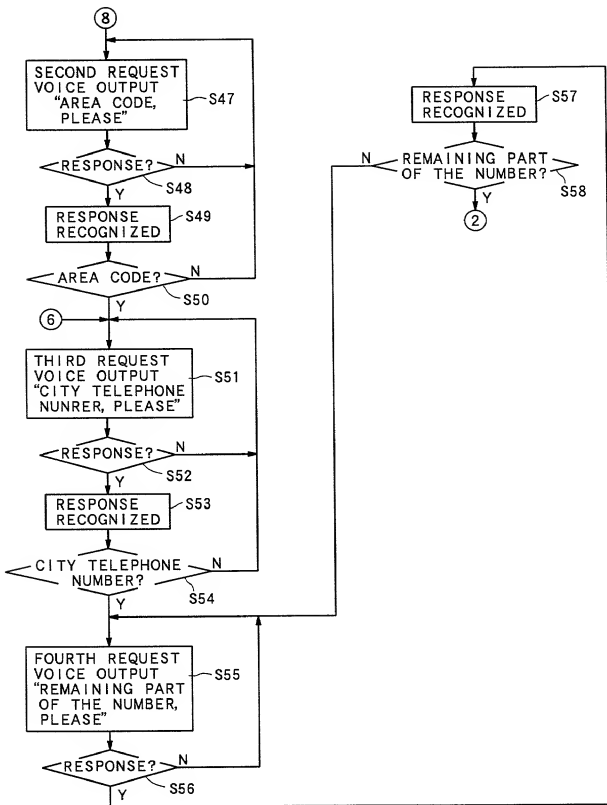 8
SECOND REQUEST
VOICE OUTPUT
"AREA CODE,
PLEASE"
S47
RESPONSE?
N
S48
Y
RESPONSE
RECOGNIZED
S49
AREA CODE?
N
S50
Y
6
THIRD REQUEST
VOICE OUTPUT
"CITY TELEPHONE
NUNRER, PLEASE"
S51
RESPONSE?
N
S52
Y
RESPONSE
RECOGNIZED
S53
CITY TELEPHONE
NUMBER?
N
S54
Y
FOURTH REQUEST
VOICE OUTPUT
"REMAINING PART
OF THE NUMBER,
PLEASE"
S55
RESPONSE?
N
S56
Y
RESPONSE
RECOGNIZED
S57
N
REMAINING PART
OF THE NUMBER?
S58
Y
2